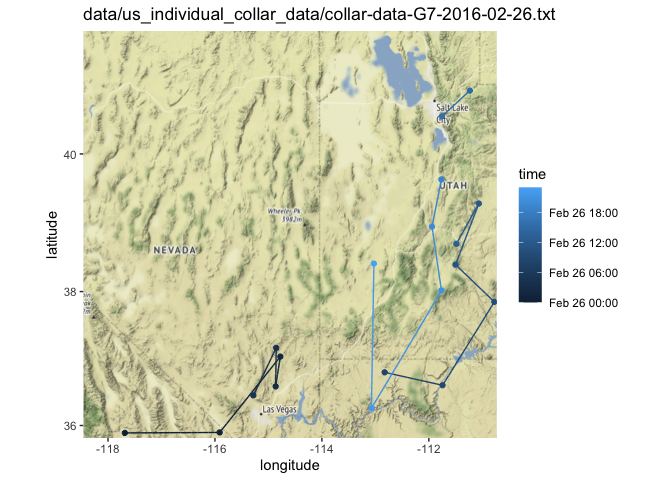 data/us_individual_collar_data/collar-data-G7-2016-02-26.txt
latitude
40
38
36
Salt Lake
City
UTAH
Wheeler Pk
3982m
NEVADA
Las Vegas
-118
-116
-114
-112
longitude
time
Feb 26 18:00
Feb 26 12:00
Feb 26 06:00
Feb 26 00:00